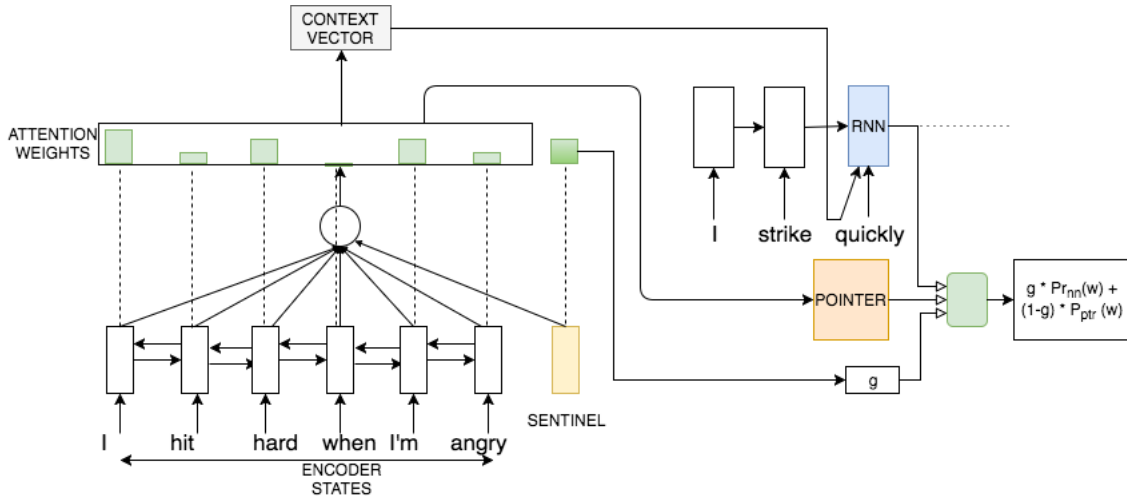 CONTEXT
VECTOR
ATTENTION
WEIGHTS
RNN
I strike quickly
POINTER
g * Pr_nn(w) +
(1-g) * P_ptr (w)
g
SENTINEL
I hit hard when I'm angry
ENCODER
STATES